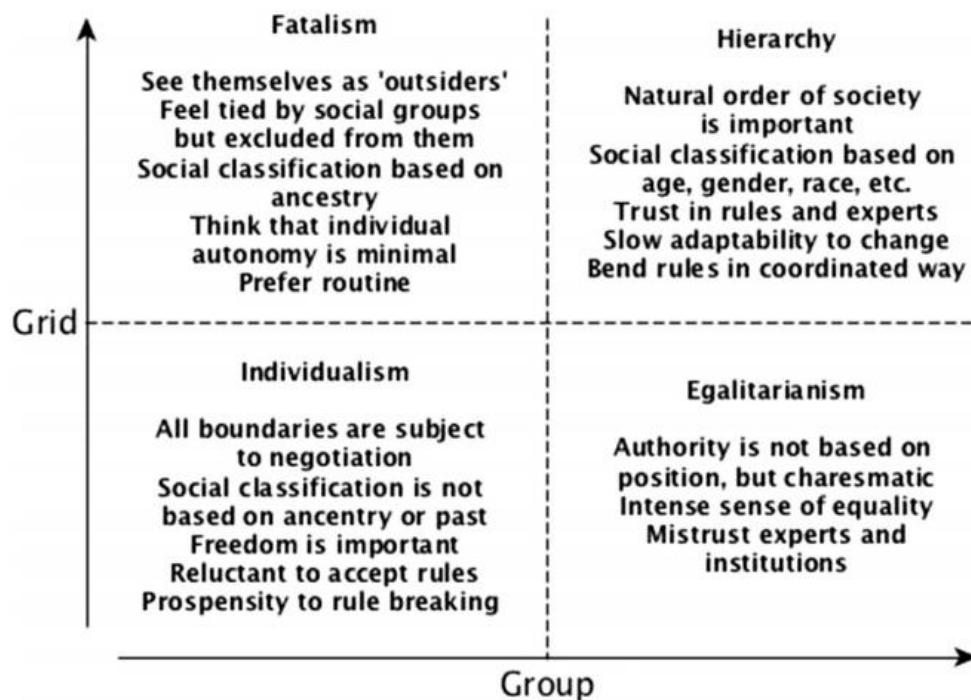 Fatalism
See themselves as 'outsiders'
Feel tied by social groups
but excluded from them
Social classification based on
ancestry
Think that individual
autonomy is minimal
Prefer routine
Hierarchy
Natural order of society
is important
Social classification based on
age, gender, race, etc.
Trust in rules and experts
Slow adaptability to change
Bend rules in coordinated way
Grid
Individualism
All boundaries are subject
to negotiation
Social classification is not
based on ancentry or past
Freedom is important
Reluctant to accept rules
Prospensity to rule breaking
Egalitarianism
Authority is not based on
position, but charesmatic
Intense sense of equality
Mistrust experts and
institutions
Group